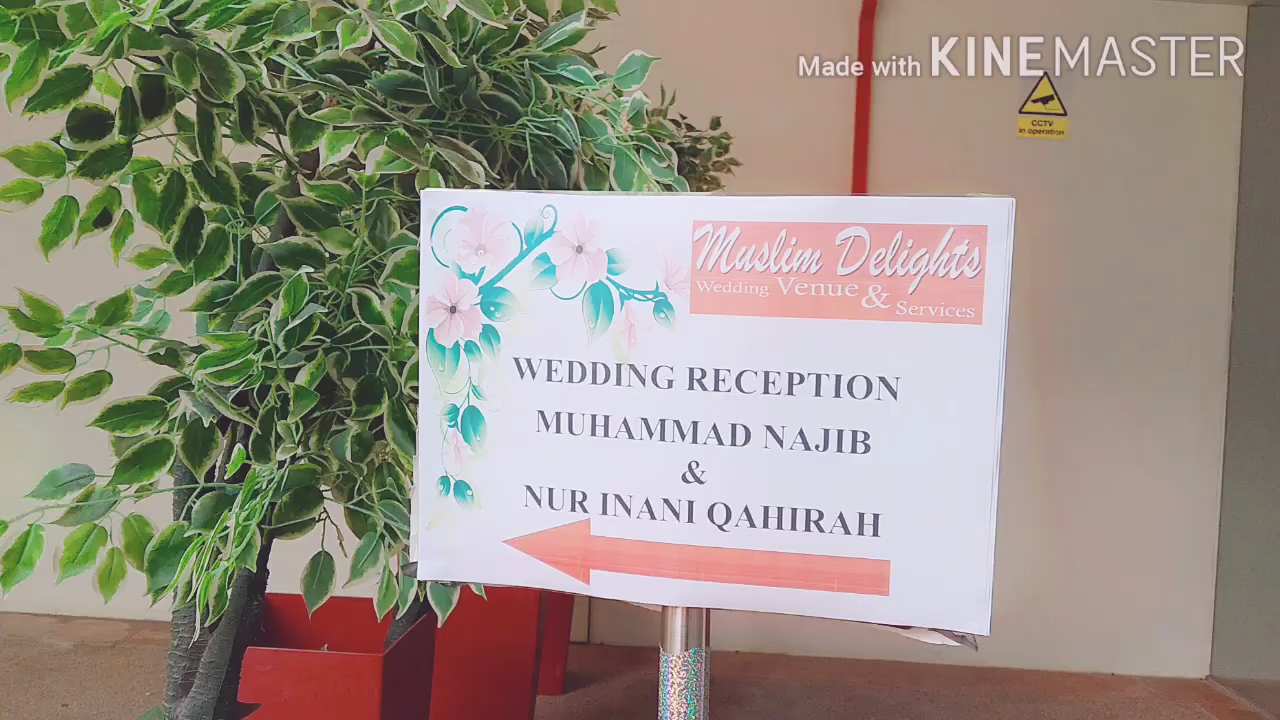 Made with KINEMASTER
CCTV
in operation
Muslim Delights
Wedding Venue & Services
WEDDING RECEPTION
MUHAMMAD NAJIB
&
NUR INANI QAHIRAH